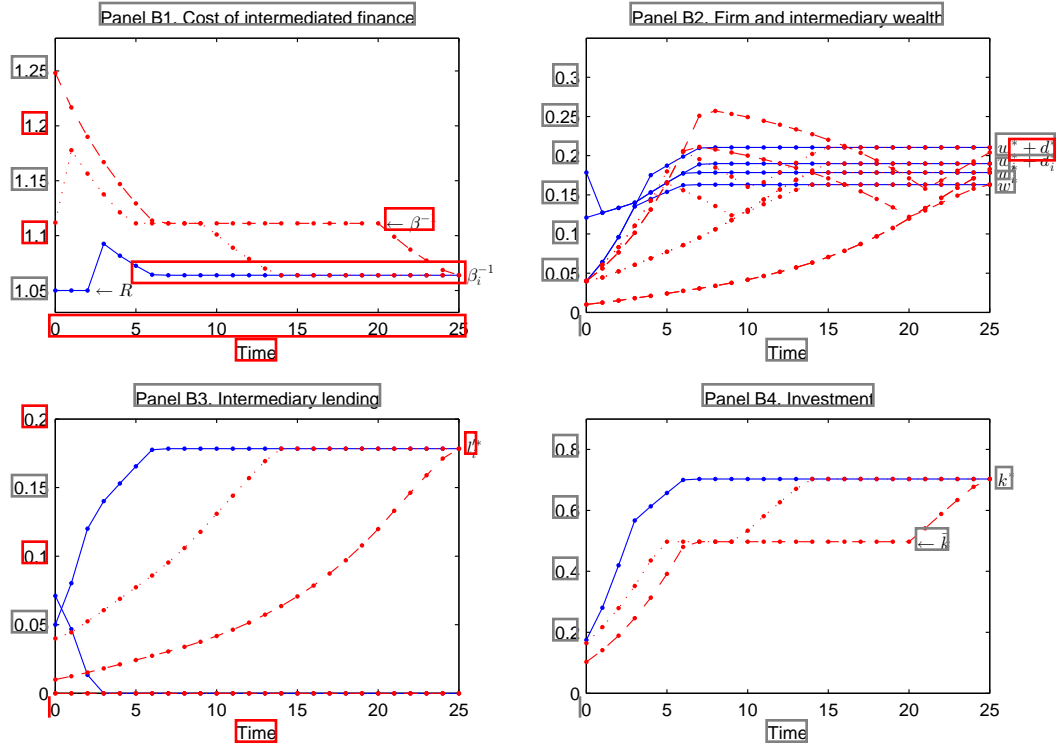 Panel B1. Cost of intermediated finance
1.25
1.2
1.15
1.1
1.05
← β⁻
β_i^{-1}
← R
0 5 10 15 20 25
Time
Panel B2. Firm and intermediary wealth
0.3
0.25
0.2
0.15
0.1
0.05
0
0 5 10 15 20 25
Time
Panel B3. Intermediary lending
0.2
0.15
0.1
0.05
0
0 5 10 15 20 25
Time
Panel B4. Investment
0.8
0.6
0.4
0.2
0
k*
← k̄
0 5 10 15 20 25
Time